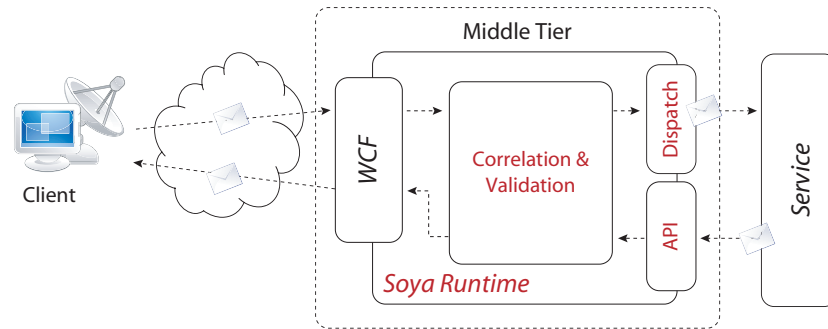 Middle Tier
Client
WCF
Correlation &
Validation
Dispatch
API
Service
Soya Runtime